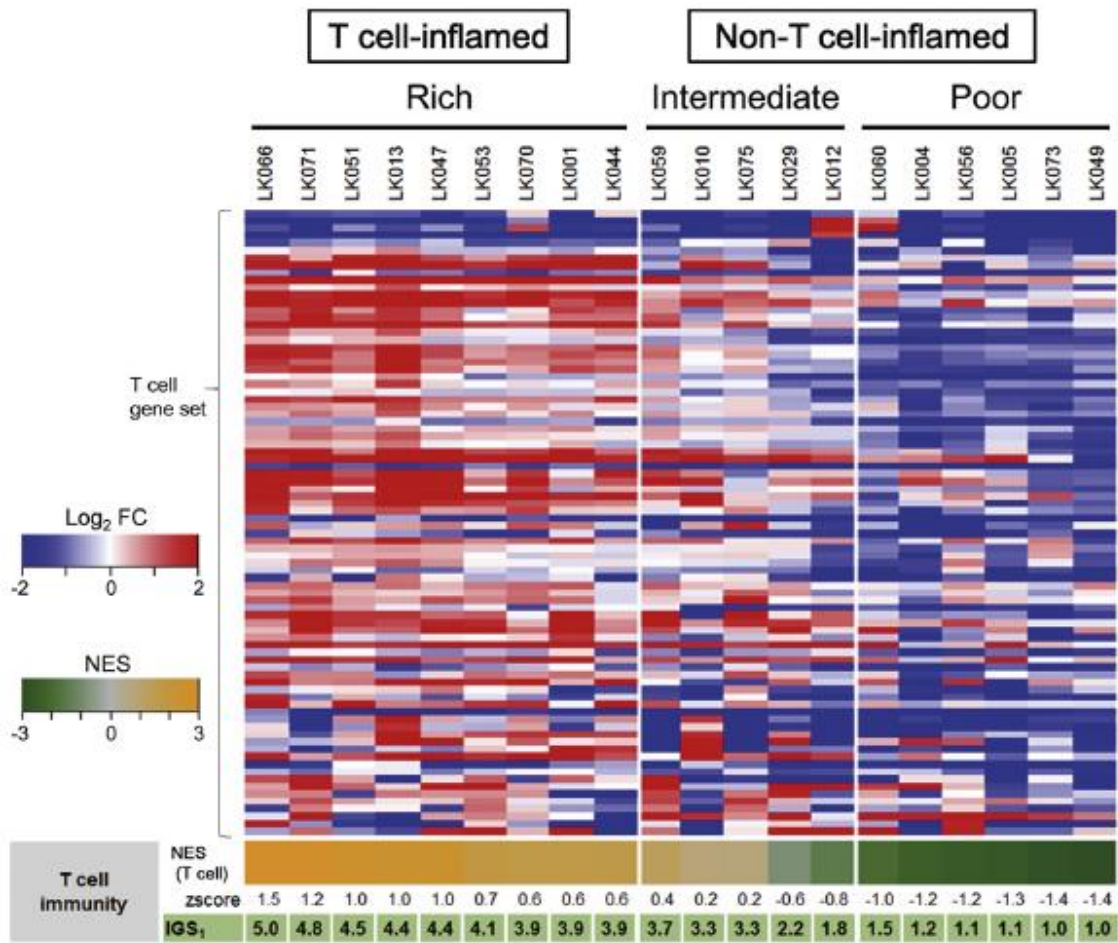 T cell-inflamed Non-T cell-inflamed
Rich Intermediate Poor
LK066 LK071 LK051 LK013 LK047 LK053 LK070 LK001 LK044 LK059 LK010 LK075 LK029 LK012 LK060 LK004 LK056 LK005 LK073 LK049
T cell
gene set
Log2 FC
-2 0 2
NES
-3 0 3
T cell
immunity
NES
(T cell)
zscore 1.5 1.2 1.0 1.0 1.0 0.7 0.6 0.6 0.6 0.4 0.2 0.2 -0.6 -0.8 -1.0 -1.2 -1.2 -1.3 -1.4 -1.4
IGS1 5.0 4.8 4.5 4.4 4.4 4.1 3.9 3.9 3.9 3.7 3.3 3.3 2.2 1.8 1.5 1.2 1.1 1.1 1.0 1.0